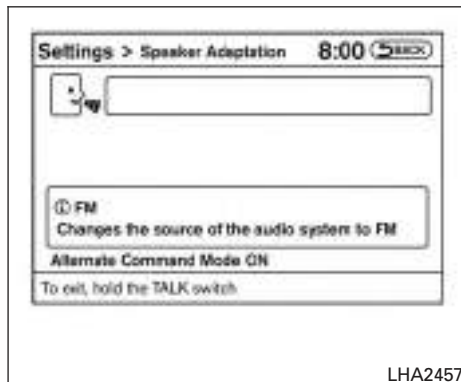 Settings > Speaker Adaptation 8:00 BACK
ⓘ FM
Changes the source of the audio system to FM
Alternate Command Mode ON
To exit, hold the TALK switch
LHA2457